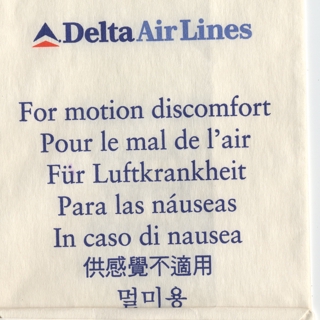 Delta Air Lines
For motion discomfort
Pour le mal de l'air
Für Luftkrankheit
Para las náuseas
In caso di nausea
供感覺不適用
멀미용